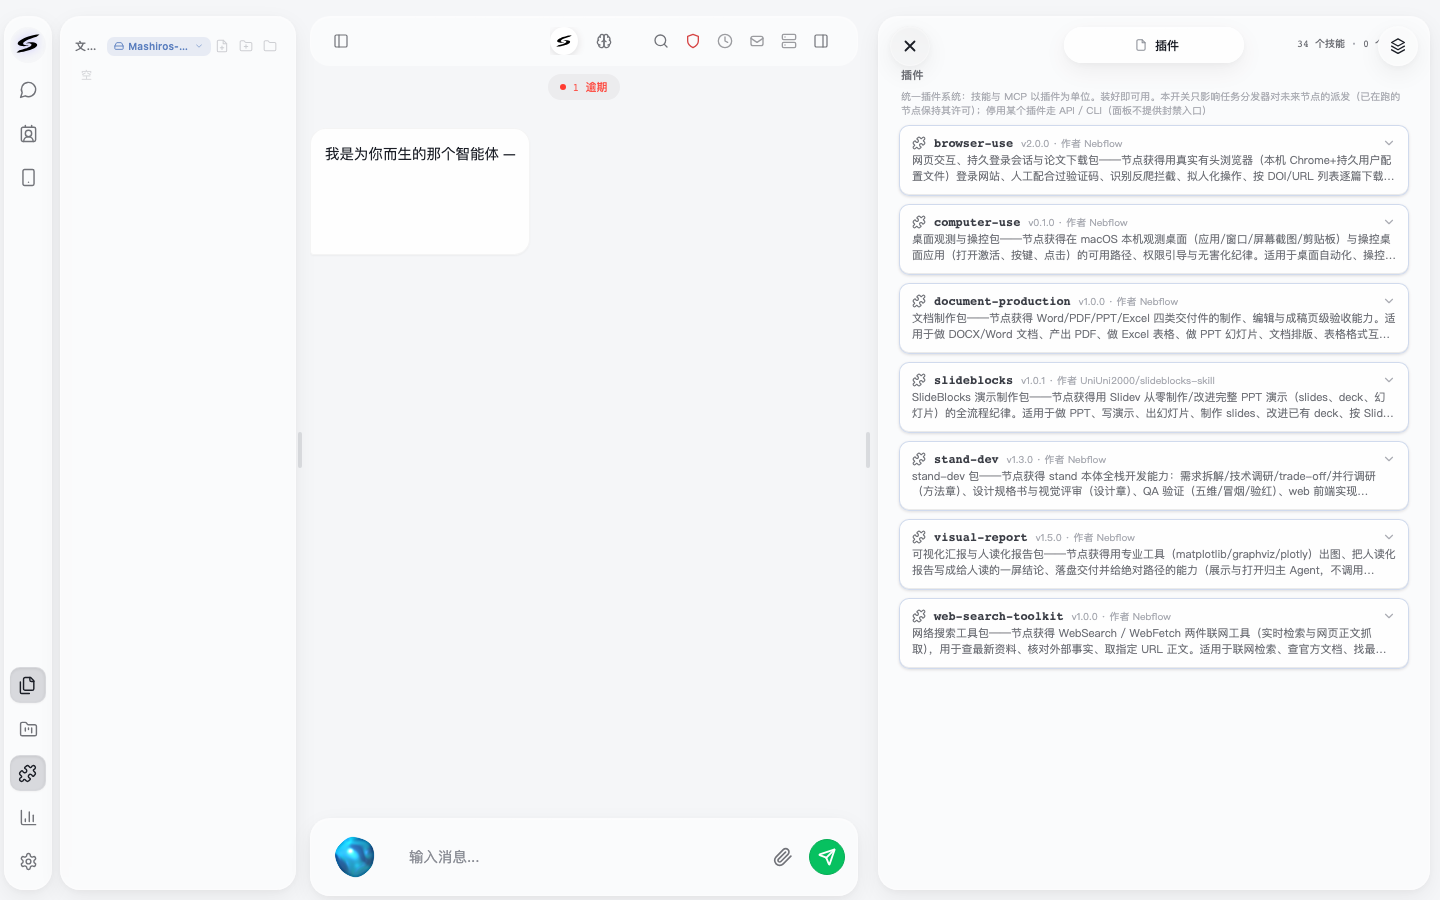 文...
Mashiros-...
空
1 逾期
我是为你而生的那个智能体 —
输入消息...
插件
34 个技能 · 0
插件
统一插件系统：技能与 MCP 以插件为单位。装好即可用。本开关只影响任务分发器对未来节点的派发（已在跑的
节点保持其许可）；停用某个插件走 API / CLI（面板不提供封禁入口）
browser-use v2.0.0 · 作者 Nebflow
网页交互、持久登录会话与论文下载包——节点获得用真实有头浏览器（本机 Chrome+持久用户配
置文件）登录网站、人工配合过验证码、识别反爬拦截、拟人化操作、按 DOI/URL 列表逐篇下载...
computer-use v0.1.0 · 作者 Nebflow
桌面观测与操控包——节点获得在 macOS 本机观测桌面（应用/窗口/屏幕截图/剪贴板）与操控桌
面应用（打开激活、按键、点击）的可用路径、权限引导与无害化纪律。适用于桌面自动化、操控...
document-production v1.0.0 · 作者 Nebflow
文档制作包——节点获得 Word/PDF/PPT/Excel 四类交付件的制作、编辑与成稿页级验收能力。适
用于做 DOCX/Word 文档、产出 PDF、做 Excel 表格、做 PPT 幻灯片、文档排版、表格格式互...
slideblocks v1.0.1 · 作者 UniUni2000/slideblocks-skill
SlideBlocks 演示制作包——节点获得用 Slidev 从零制作/改进完整 PPT 演示（slides、deck、幻
灯片）的全流程纪律。适用于做 PPT、写演示、出幻灯片、制作 slides、改进已有 deck、按 Slid...
stand-dev v1.3.0 · 作者 Nebflow
stand-dev 包——节点获得 stand 本体全栈开发能力：需求拆解/技术调研/trade-off/并行调研
（方法章）、设计规格书与视觉评审（设计章）、QA 验证（五维/冒烟/验红）、web 前端实现...
visual-report v1.5.0 · 作者 Nebflow
可视化汇报与人读化报告包——节点获得用专业工具（matplotlib/graphviz/plotly）出图、把人读化
报告写成给人读的一屏结论、落盘交付并给绝对路径的能力（展示与打开归主 Agent，不调用...
web-search-toolkit v1.0.0 · 作者 Nebflow
网络搜索工具包——节点获得 WebSearch / WebFetch 两件联网工具（实时检索与网页正文抓
取），用于查最新资料、核对外部事实、取指定 URL 正文。适用于联网检索、查官方文档、找最...